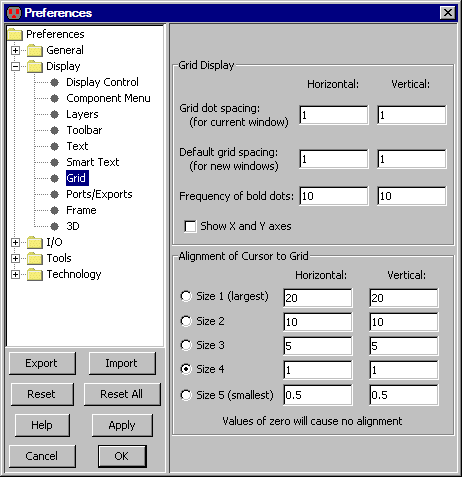 Preferences
Preferences
General
Display
Display Control
Component Menu
Layers
Toolbar
Text
Smart Text
Grid
Ports/Exports
Frame
3D
I/O
Tools
Technology
Export Import
Reset Reset All
Help Apply
Cancel OK
Grid Display
Horizontal: Vertical:
Grid dot spacing:
(for current window) 1 1
Default grid spacing:
(for new windows) 1 1
Frequency of bold dots: 10 10
Show X and Y axes
Alignment of Cursor to Grid
Horizontal: Vertical:
Size 1 (largest) 20 20
Size 2 10 10
Size 3 5 5
Size 4 1 1
Size 5 (smallest) 0.5 0.5
Values of zero will cause no alignment